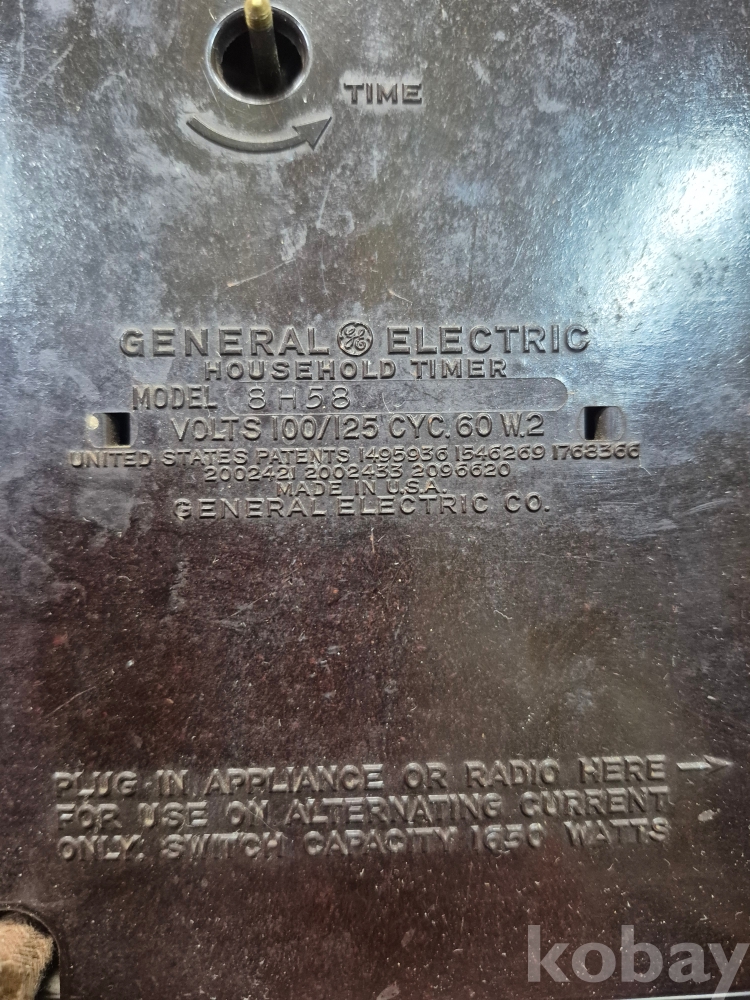 TIME
GENERAL GE ELECTRIC
HOUSEHOLD TIMER
MODEL 8H58
VOLTS 100/125 CYC. 60 W. 2
UNITED STATES PATENTS 1495936 1546269 1768366
2002421 2002433 2096620
MADE IN U.S.A.
GENERAL ELECTRIC CO.
PLUG IN APPLIANCE OR RADIO HERE
FOR USE ON ALTERNATING CURRENT
ONLY. SWITCH CAPACITY 1650 WATTS
kobay